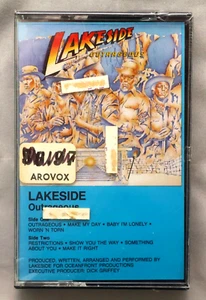 LAKESIDE
OUTRAGEOUS
AROVOX
LAKESIDE
Outrageous
Side One
OUTRAGEOUS • MAKE MY DAY • BABY I'M LONELY •
WORN 'N TORN
Side Two
RESTRICTIONS • SHOW YOU THE WAY • SOMETHING
ABOUT YOU • MAKE IT RIGHT
PRODUCED, WRITTEN, ARRANGED AND PERFORMED BY
LAKESIDE FOR OCEANFRONT PRODUCTIONS
EXECUTIVE PRODUCER: DICK GRIFFEY